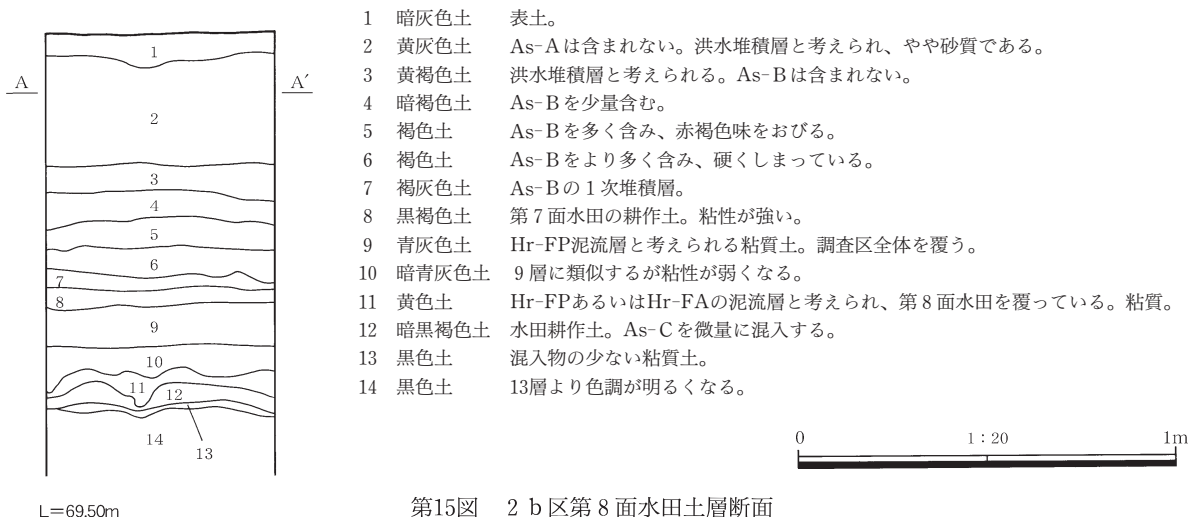 1 暗灰色土 表土。
2 黄灰色土 As-Aは含まれない。洪水堆積層と考えられ、やや砂質である。
3 黄褐色土 洪水堆積層と考えられる。As-Bは含まれない。
4 暗褐色土 As-Bを少量含む。
5 褐色土 As-Bを多く含み、赤褐色味をおびる。
6 褐色土 As-Bをより多く含み、硬くしまっている。
7 褐灰色土 As-Bの1次堆積層。
8 黒褐色土 第7面水田の耕作土。粘性が強い。
9 青灰色土 Hr-FP泥流層と考えられる粘質土。調査区全体を覆う。
10 暗青灰色土 9層に類似するが粘性が弱くなる。
11 黄色土 Hr-FPあるいはHr-FAの泥流層と考えられ、第8面水田を覆っている。粘質。
12 暗黒褐色土 水田耕作土。As-Cを微量に混入する。
13 黒色土 混入物の少ない粘質土。
14 黒色土 13層より色調が明るくなる。
A A′
1
2
3
4
5
6
7
8
9
10
11
12
14
13
L=69.50m
0 1:20 1m
第15図 2b区第8面水田土層断面